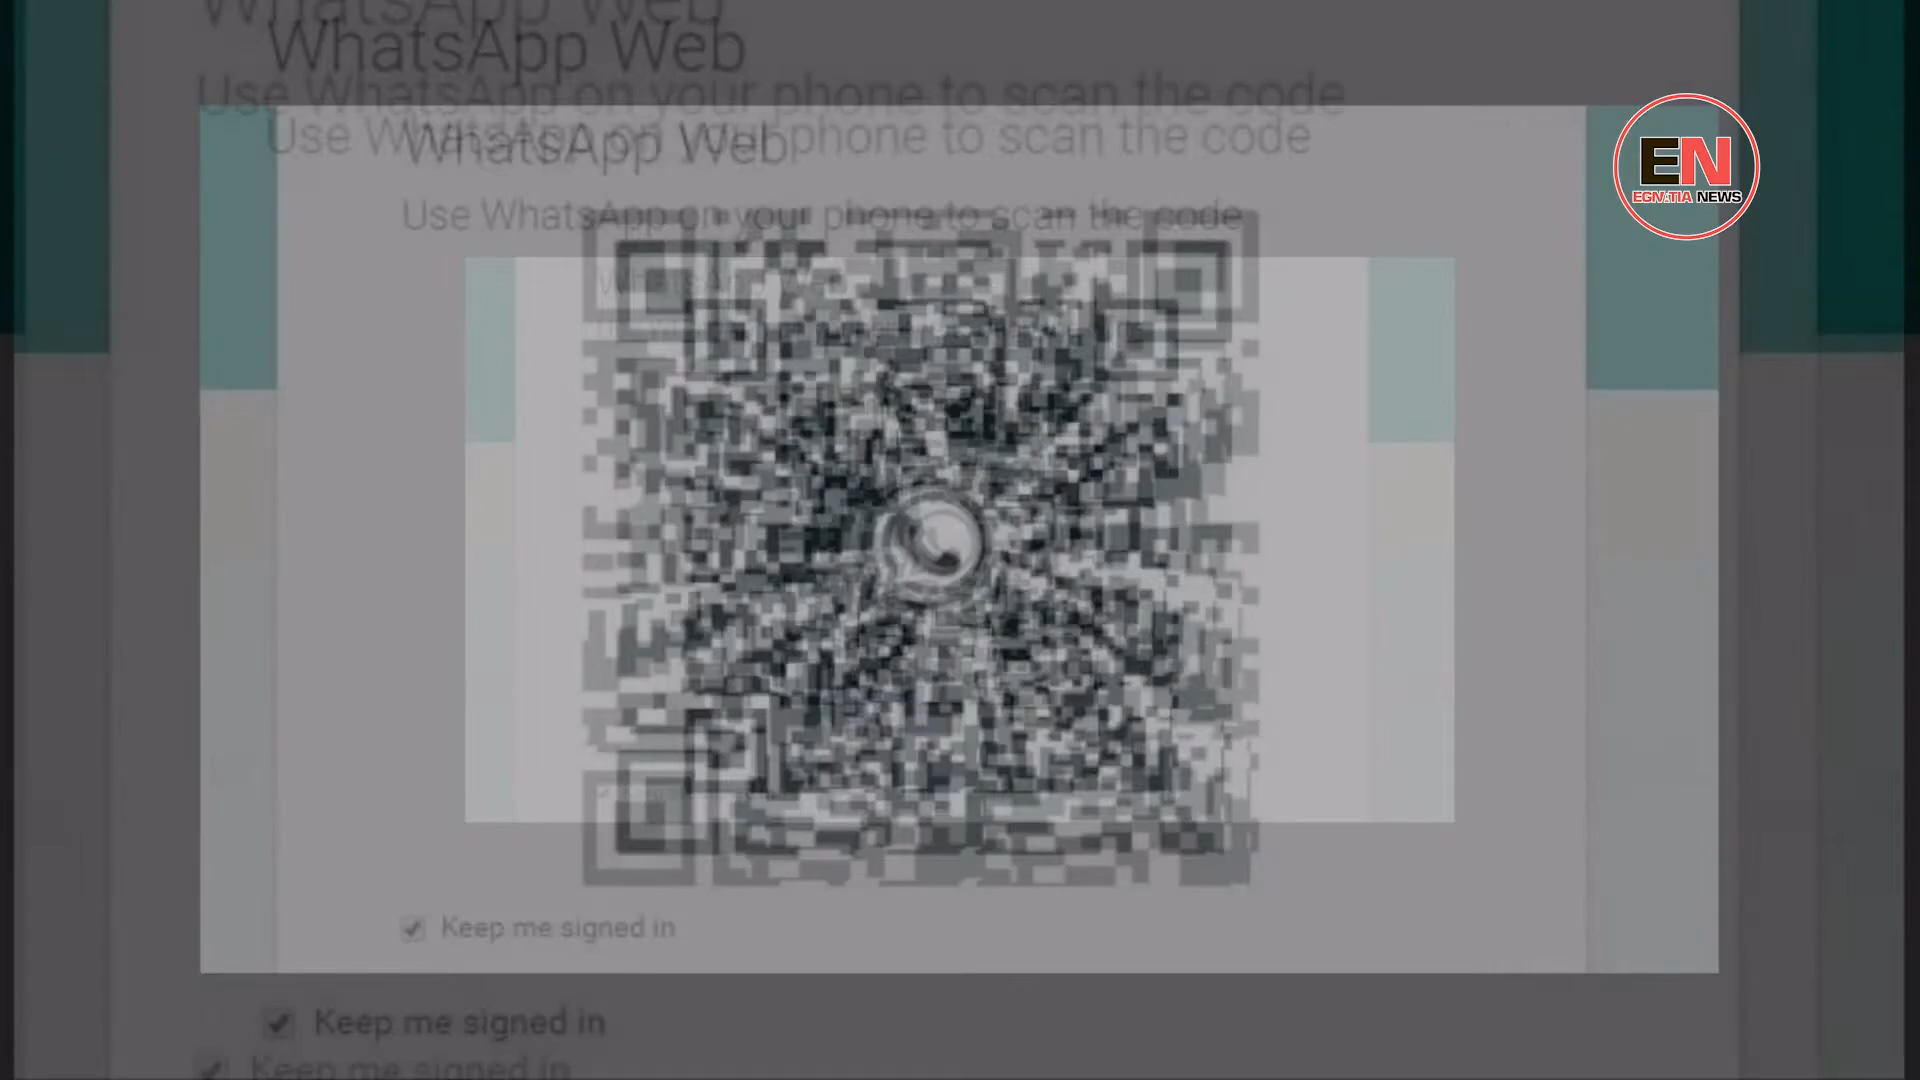 WhatsApp Web
WhatsApp Web
Use WhatsApp on your phone to scan the code
Use WhatsApp on your phone to scan the code
WhatsApp Web
Use WhatsApp on your phone to scan the code
EN
EGNATIA NEWS
Keep me signed in
Keep me signed in
Keep me signed in